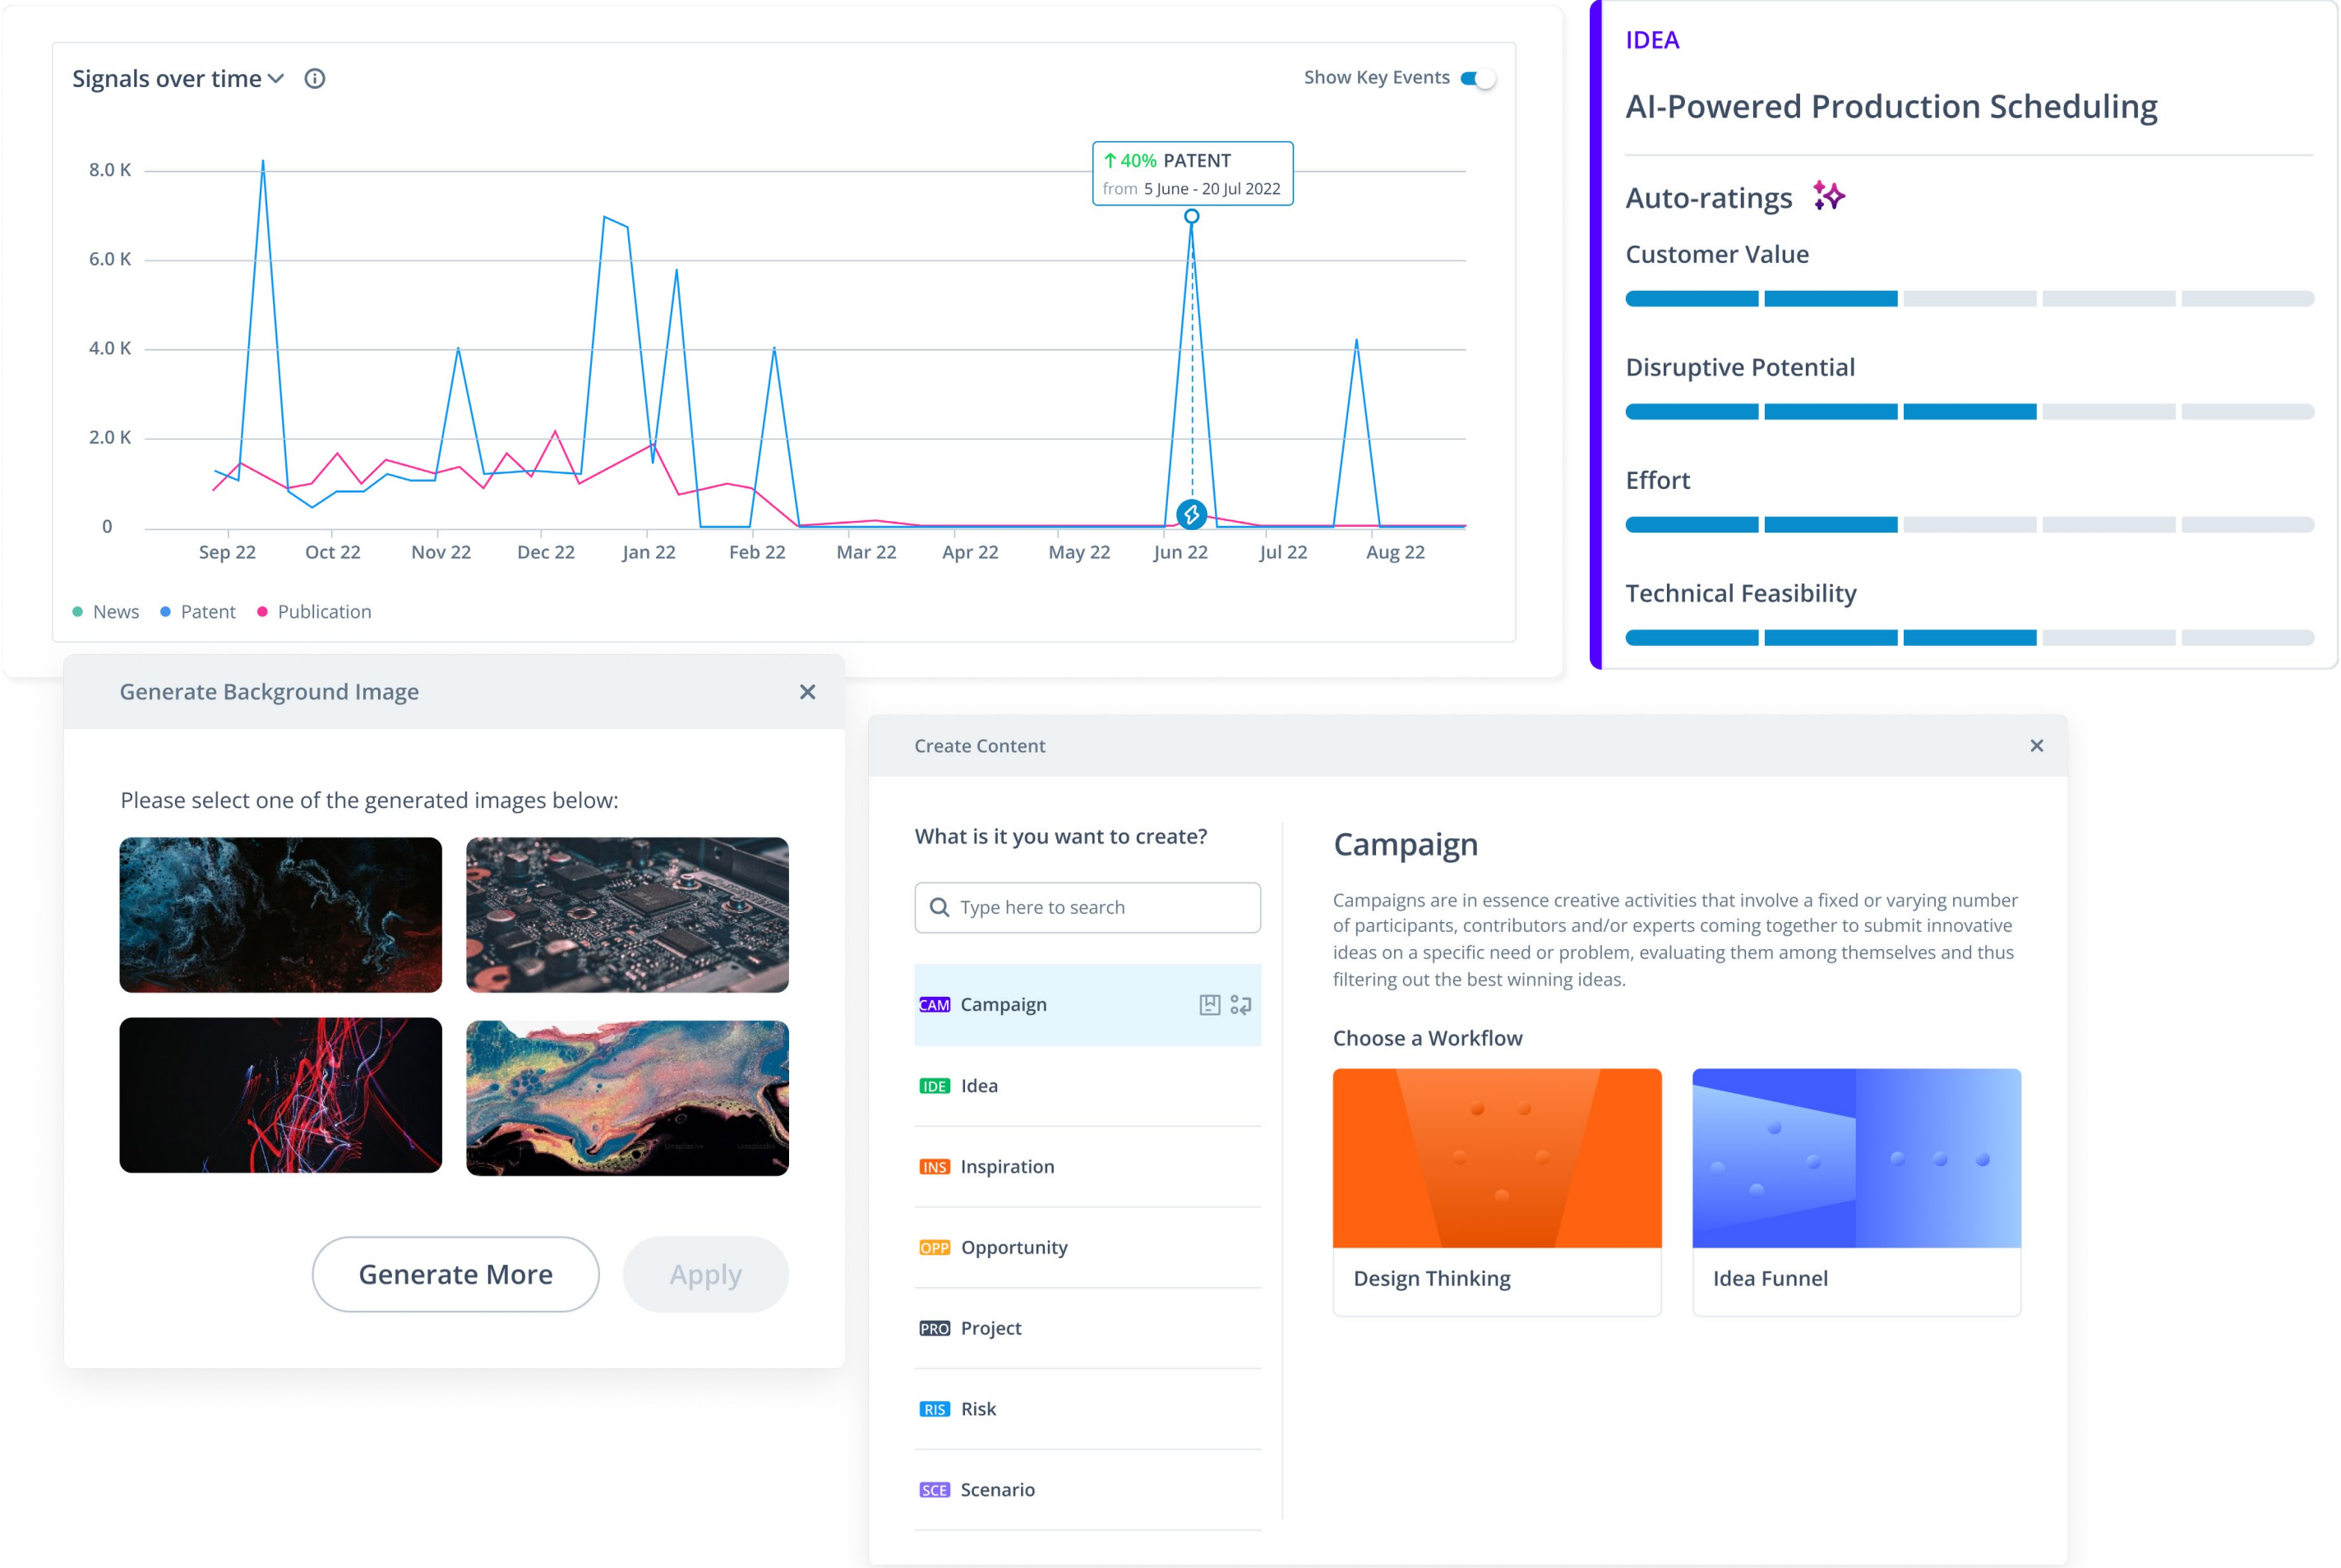 Signals over time
Show Key Events
↑ 40% PATENT
from 5 June - 20 Jul 2022
8.0 K
6.0 K
4.0 K
2.0 K
0
Sep 22 Oct 22 Nov 22 Dec 22 Jan 22 Feb 22 Mar 22 Apr 22 May 22 Jun 22 Jul 22 Aug 22
News Patent Publication
IDEA
AI-Powered Production Scheduling
Auto-ratings
Customer Value
Disruptive Potential
Effort
Technical Feasibility
Generate Background Image
Please select one of the generated images below:
Unsplash+ Unsplash+
Generate More Apply
Create Content
What is it you want to create?
Type here to search
CAM Campaign
IDE Idea
INS Inspiration
OPP Opportunity
PRO Project
RIS Risk
SCE Scenario
Campaign
Campaigns are in essence creative activities that involve a fixed or varying number
of participants, contributors and/or experts coming together to submit innovative
ideas on a specific need or problem, evaluating them among themselves and thus
filtering out the best winning ideas.
Choose a Workflow
Design Thinking Idea Funnel